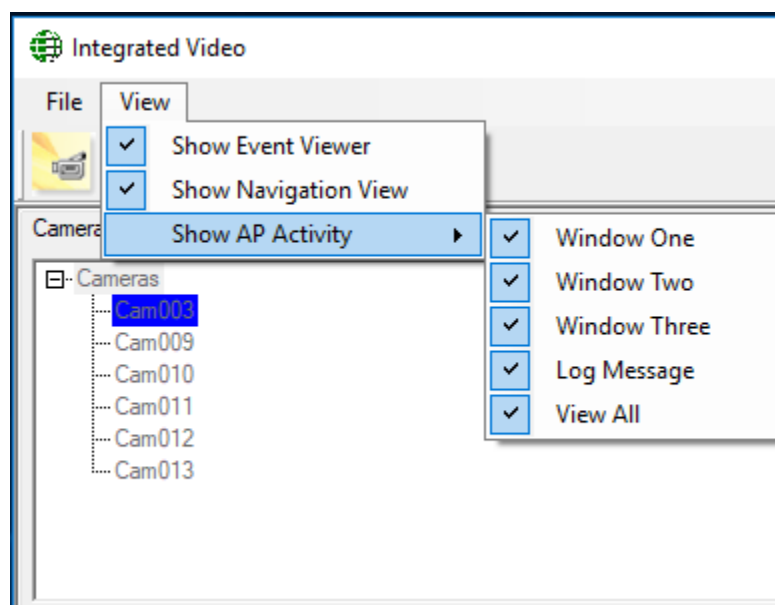 Integrated Video
File View
Show Event Viewer
Show Navigation View
Show AP Activity
Window One
Window Two
Window Three
Log Message
View All
Camera
Cameras
Cam003
Cam009
Cam010
Cam011
Cam012
Cam013